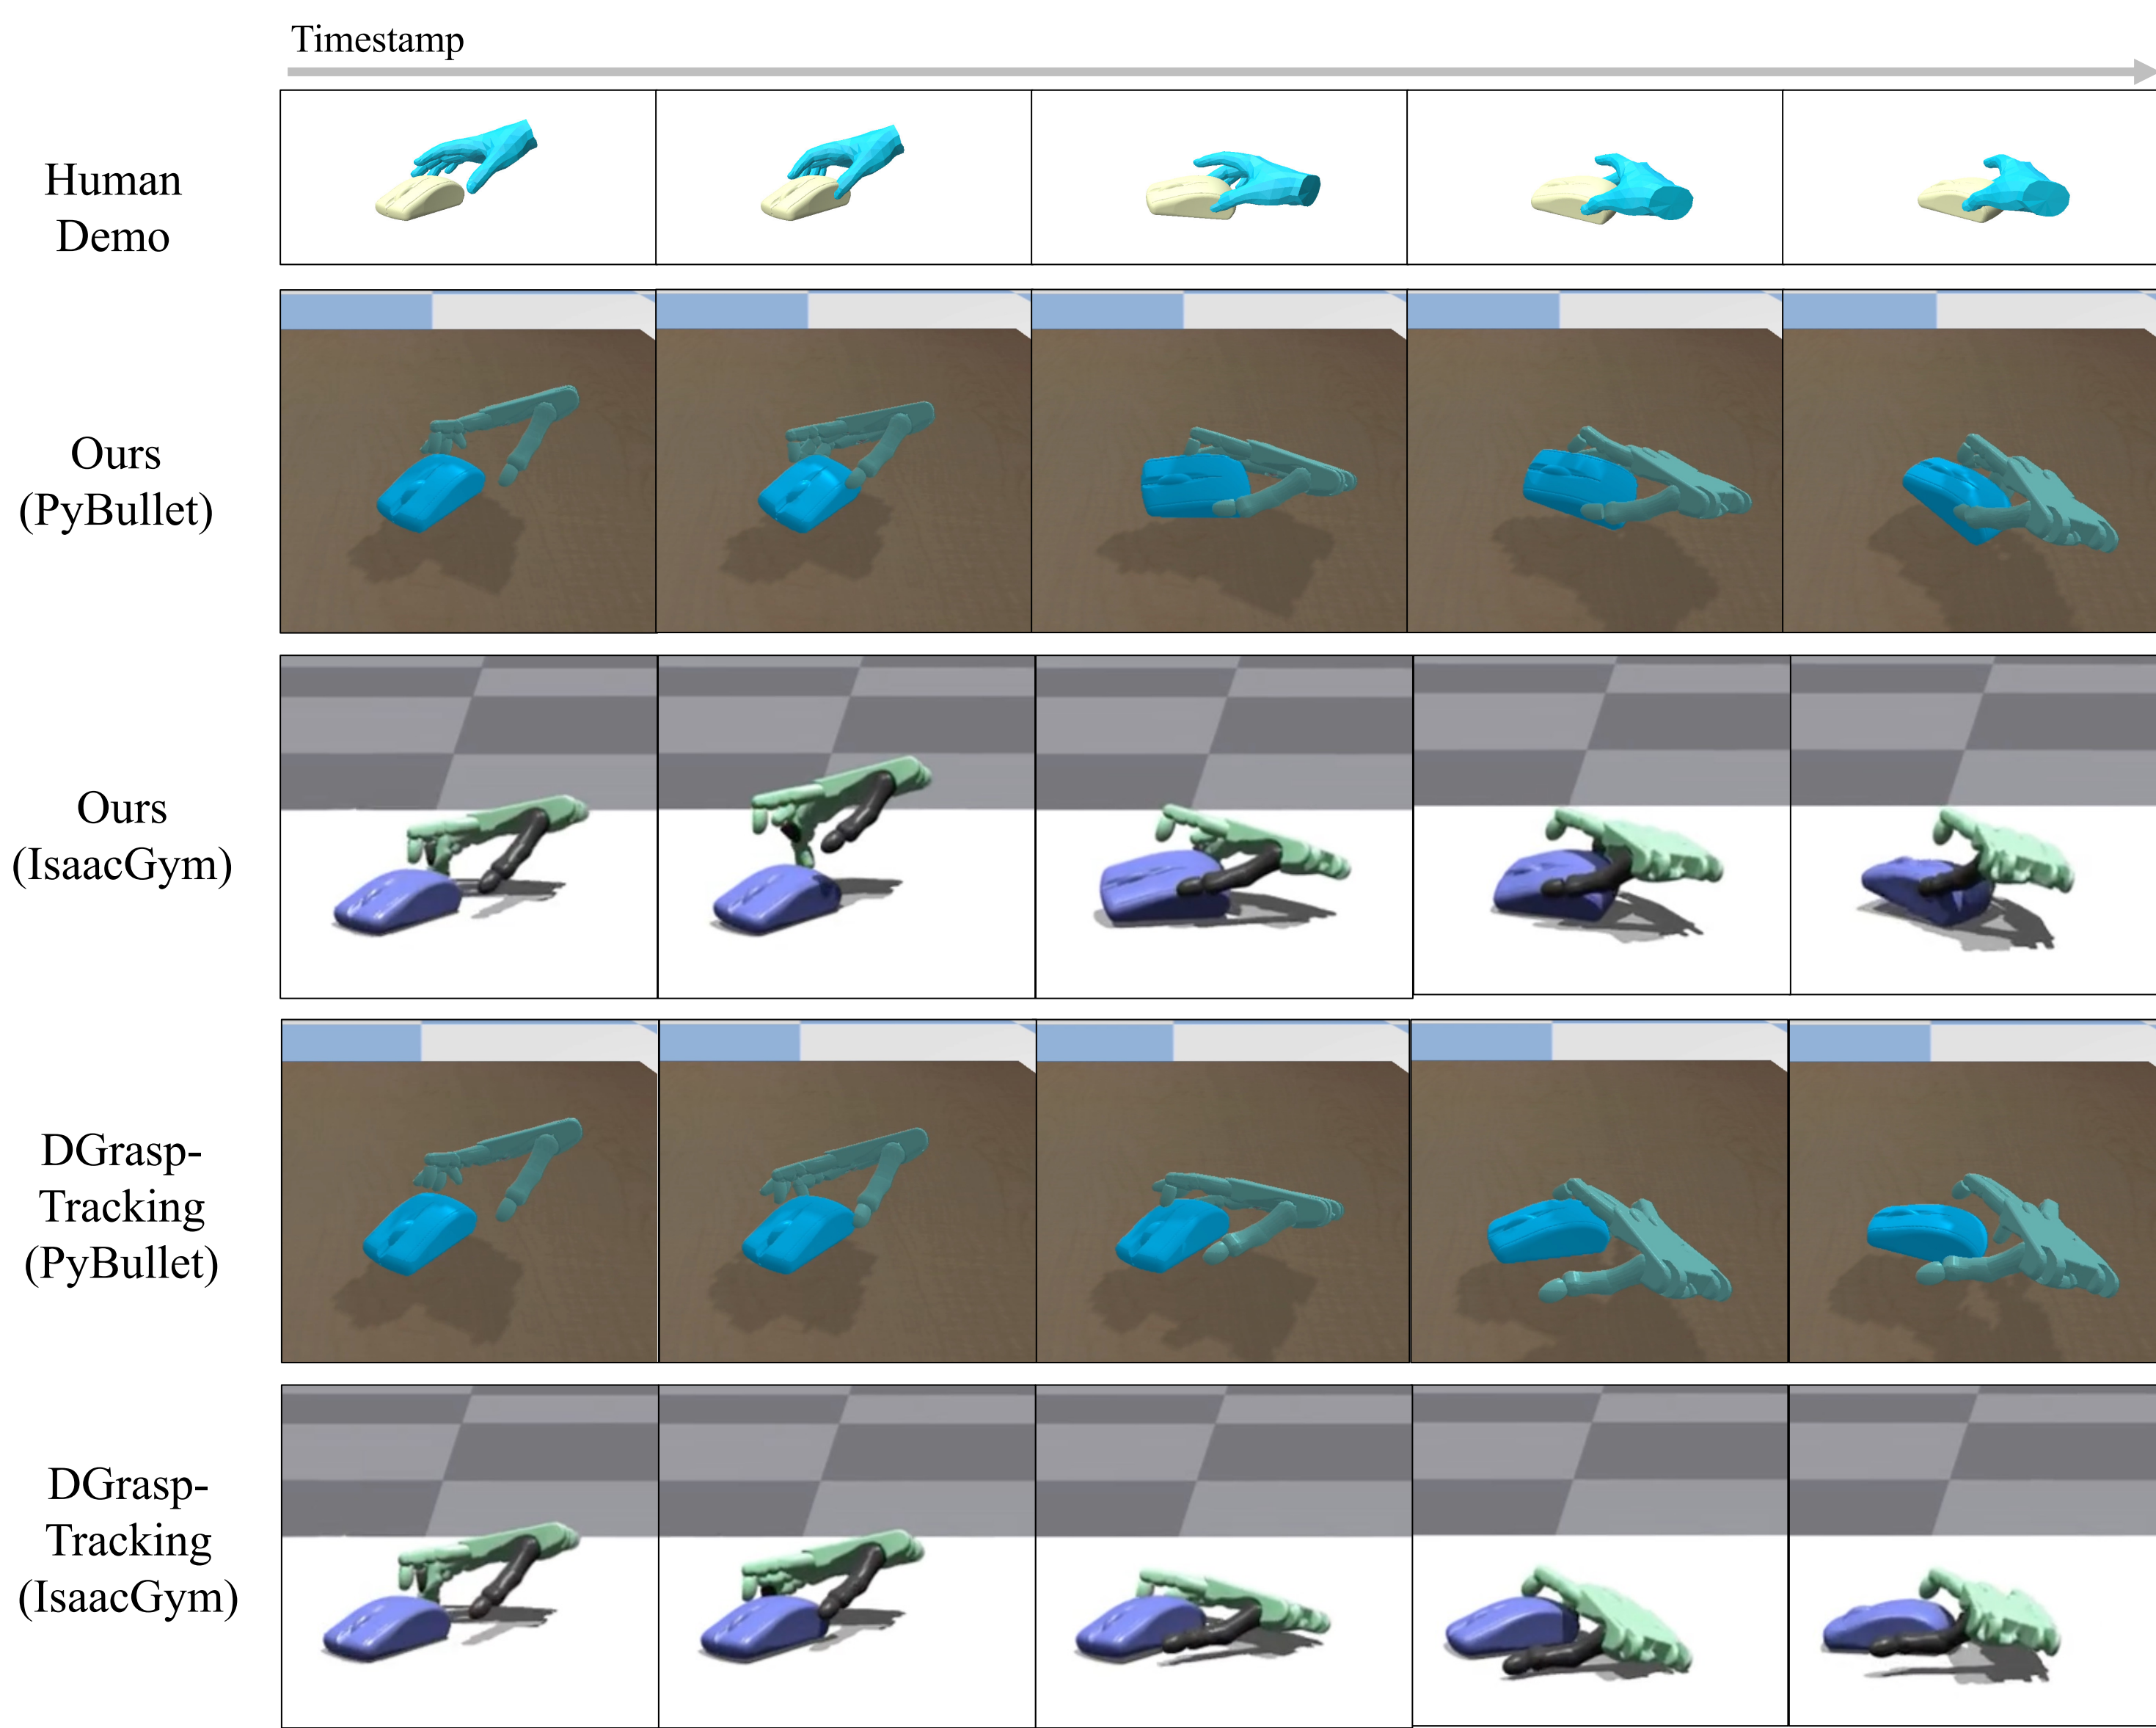 Timestamp
Human
Demo
Ours
(PyBullet)
Ours
(IsaacGym)
DGrasp-
Tracking
(PyBullet)
DGrasp-
Tracking
(IsaacGym)